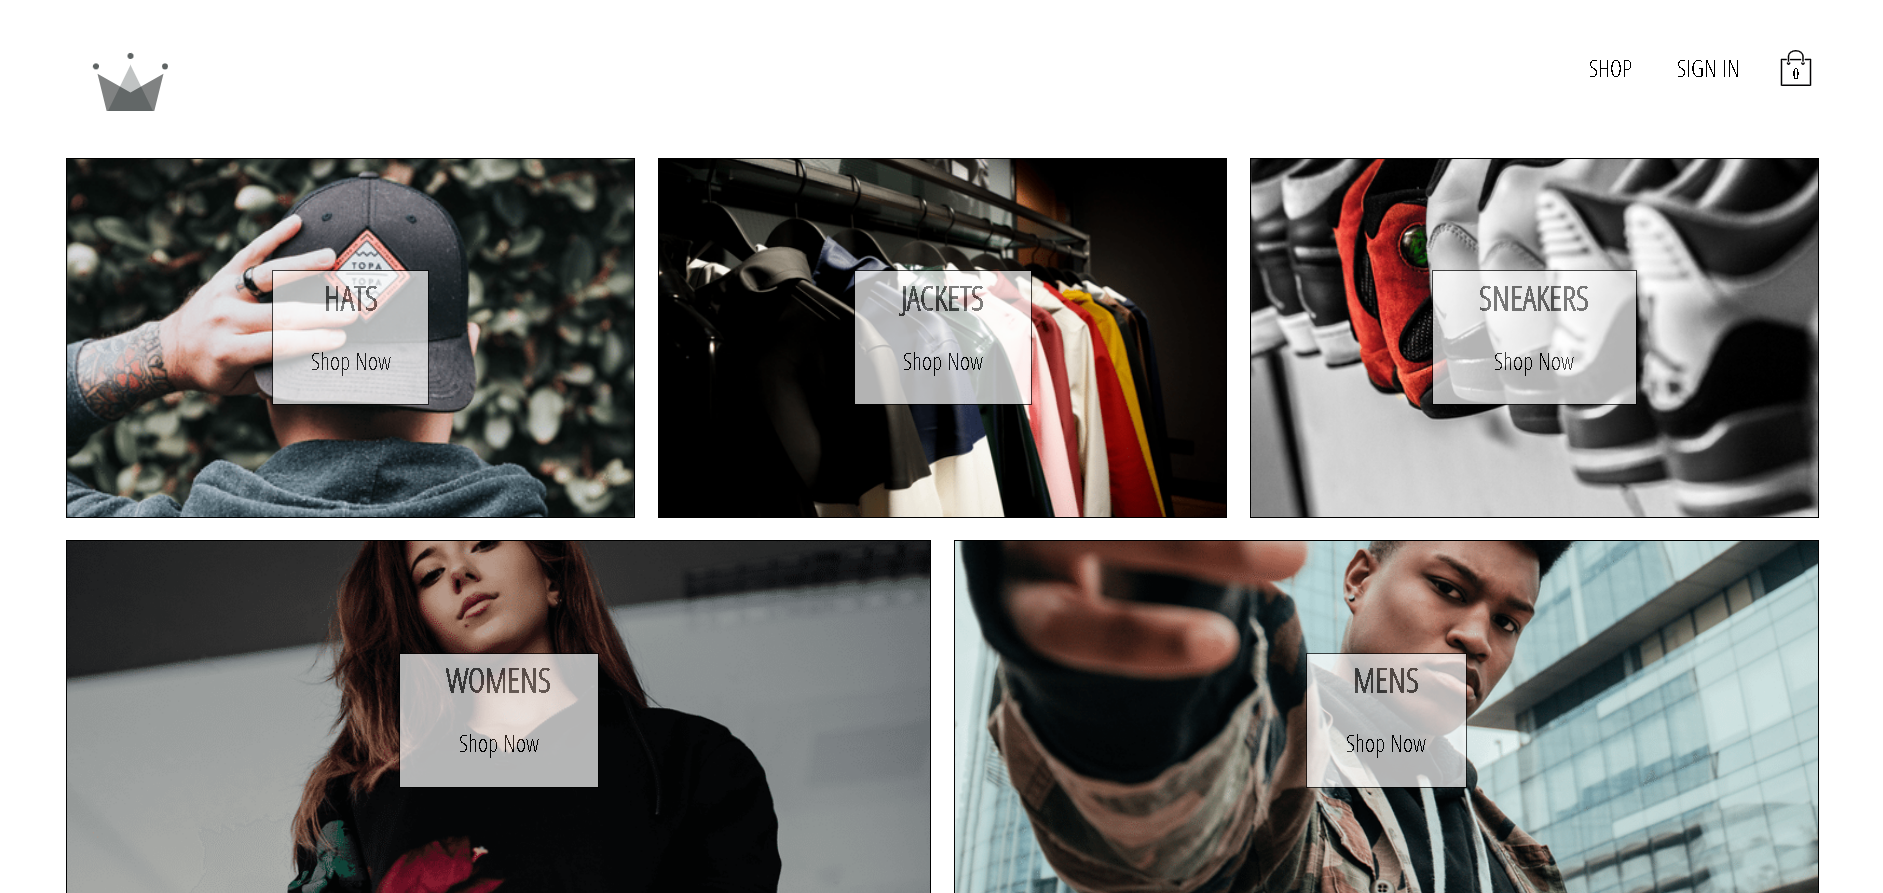 SHOP
SIGN IN
0
TOPA
TOPA
HATS
Shop Now
JACKETS
Shop Now
SNEAKERS
Shop Now
WOMENS
Shop Now
MENS
Shop Now